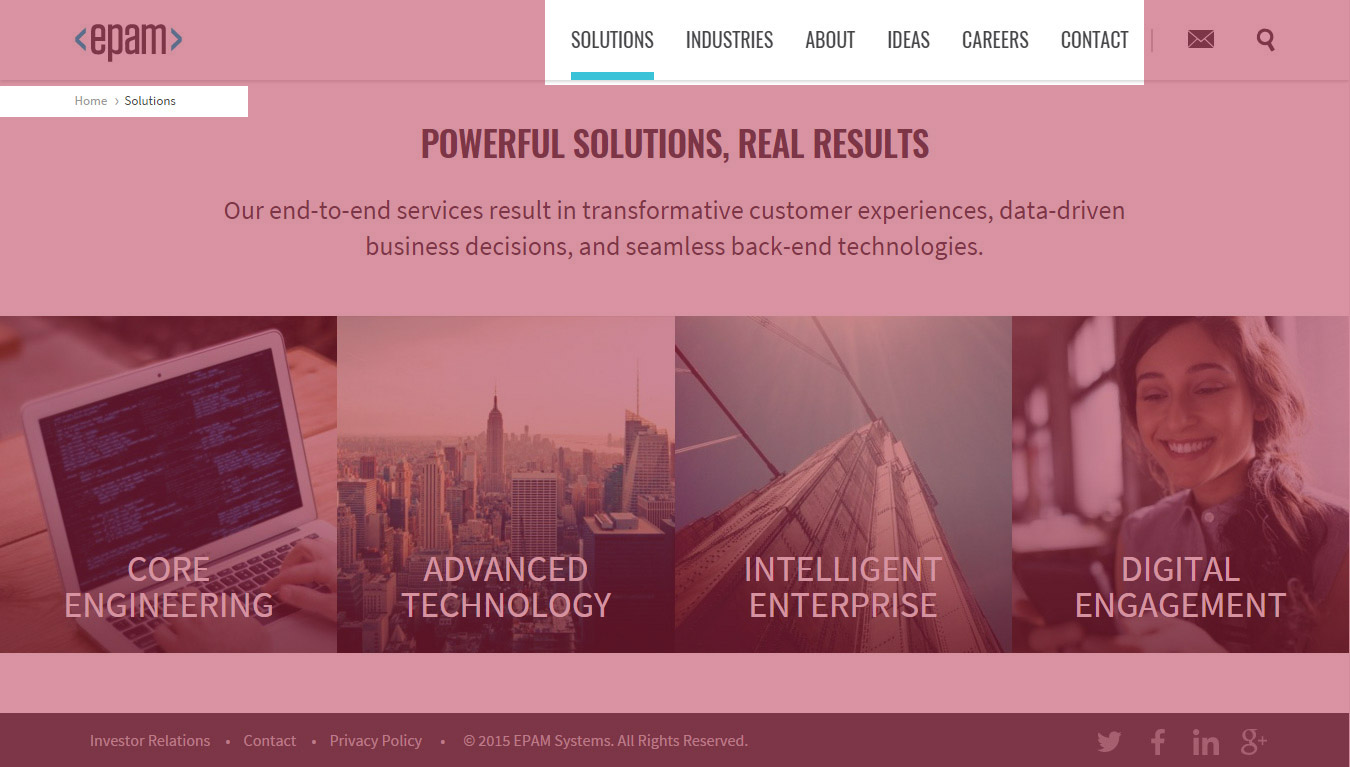 <epam>
SOLUTIONS INDUSTRIES ABOUT IDEAS CAREERS CONTACT
Home › Solutions
POWERFUL SOLUTIONS, REAL RESULTS
Our end-to-end services result in transformative customer experiences, data-driven
business decisions, and seamless back-end technologies.
CORE
ENGINEERING
ADVANCED
TECHNOLOGY
INTELLIGENT
ENTERPRISE
DIGITAL
ENGAGEMENT
Investor Relations • Contact • Privacy Policy • © 2015 EPAM Systems. All Rights Reserved.